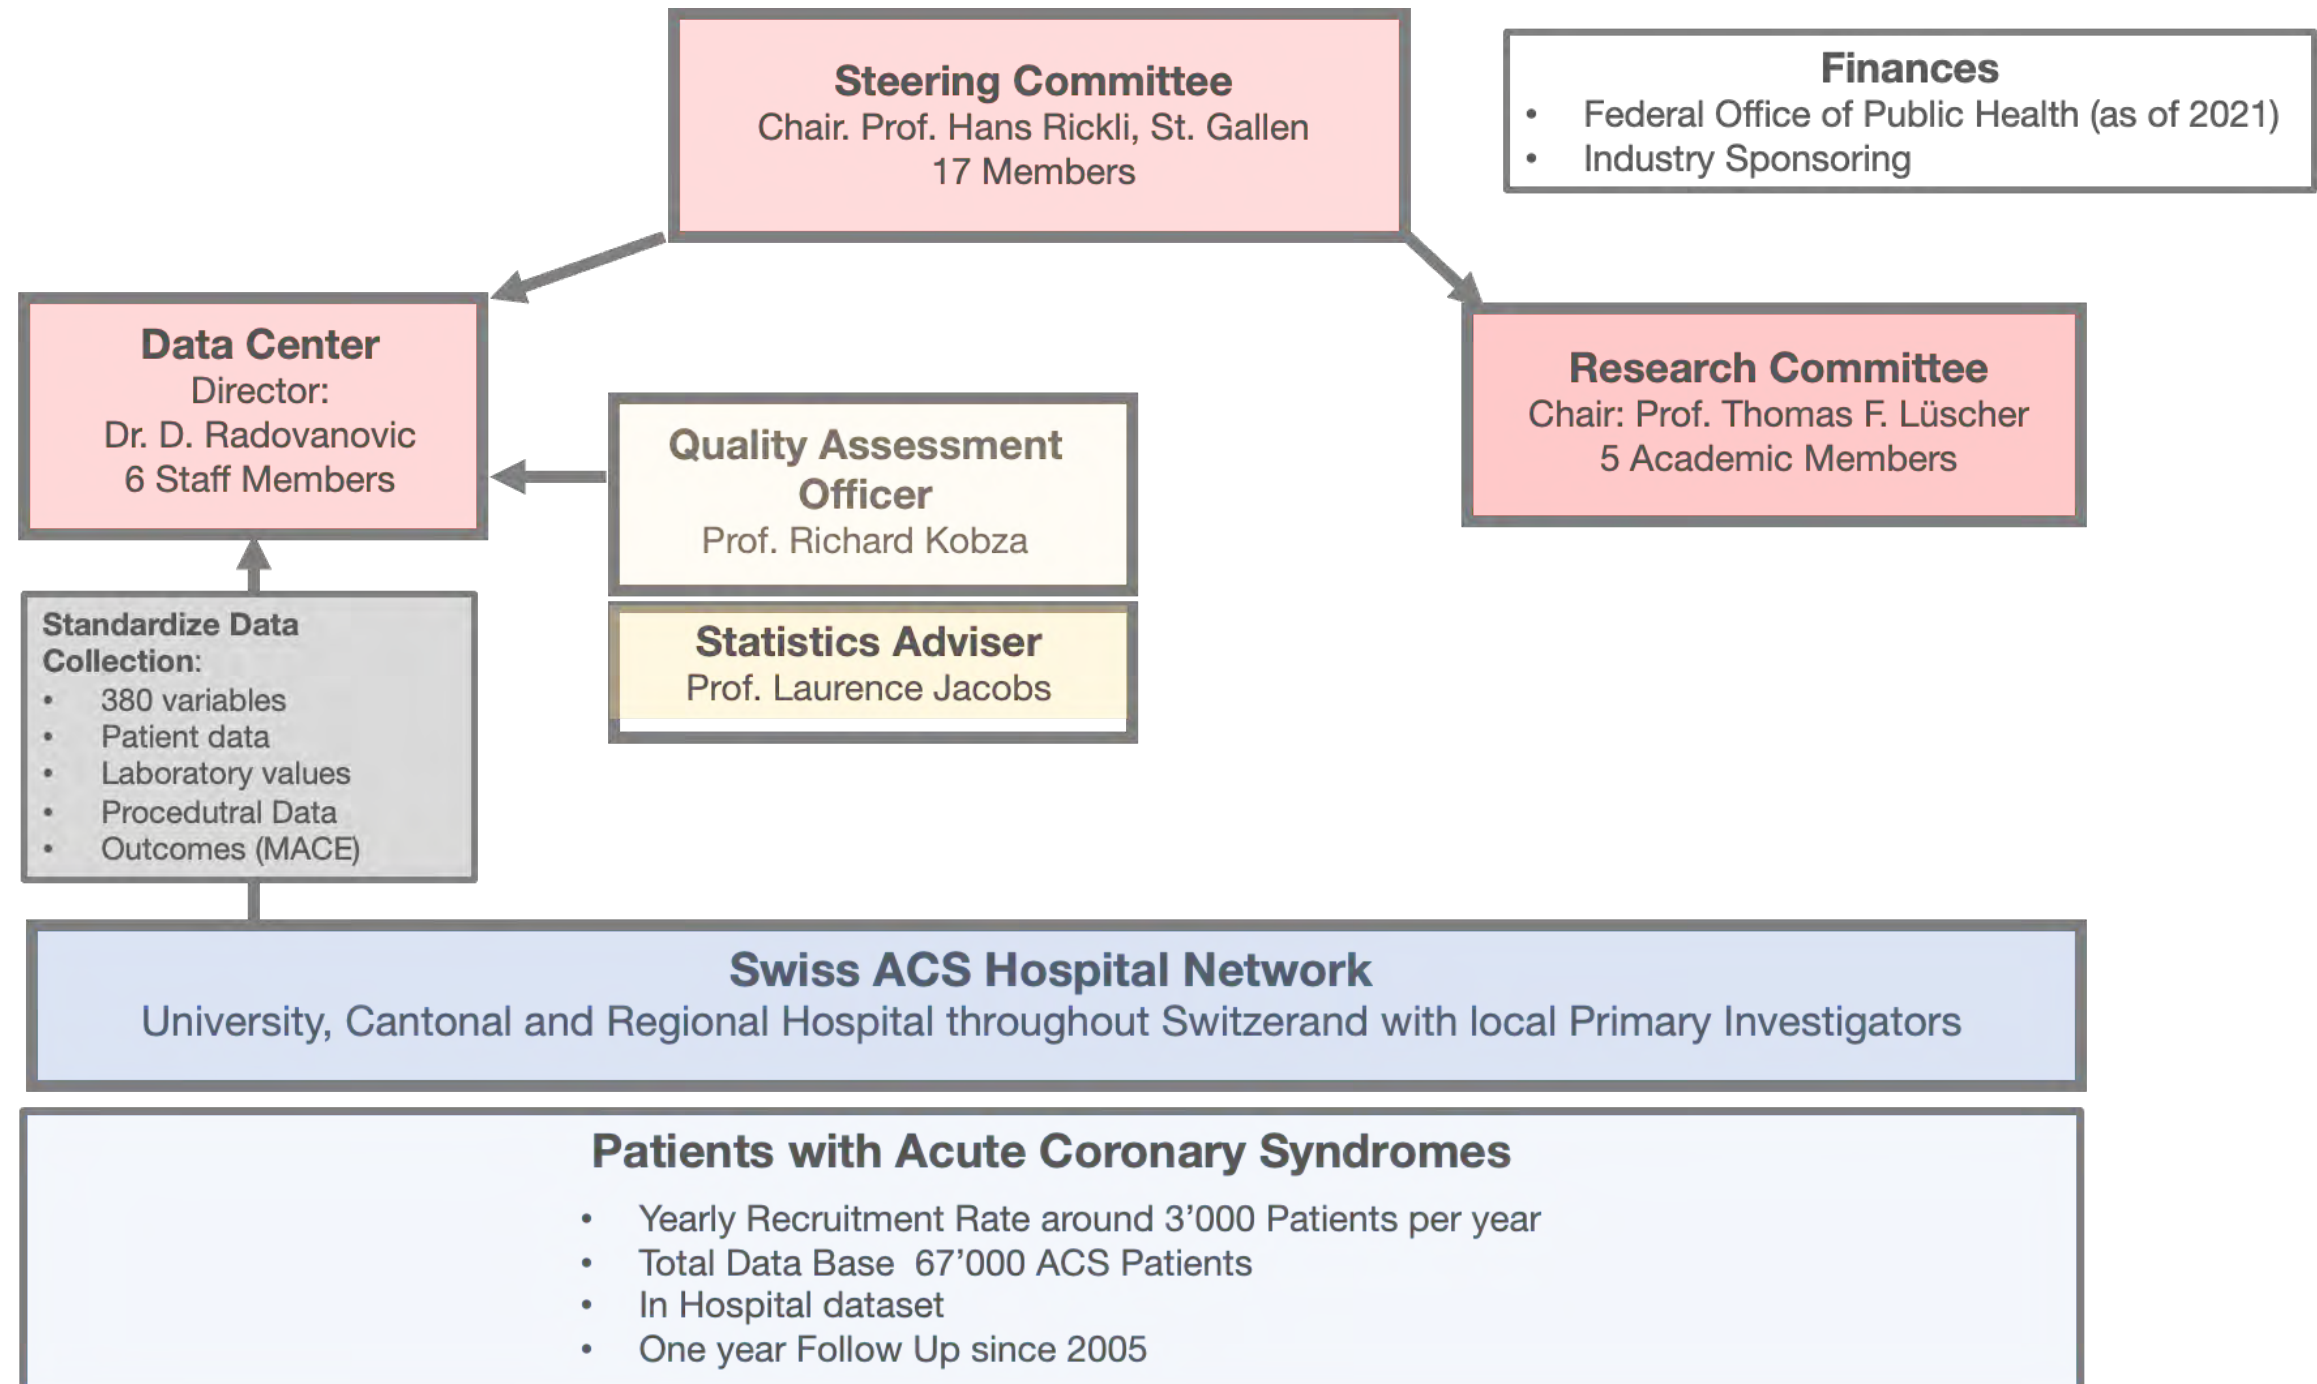 Steering Committee
Chair. Prof. Hans Rickli, St. Gallen
17 Members
Finances
• Federal Office of Public Health (as of 2021)
• Industry Sponsoring
Data Center
Director:
Dr. D. Radovanovic
6 Staff Members
Quality Assessment
Officer
Prof. Richard Kobza
Statistics Adviser
Prof. Laurence Jacobs
Research Committee
Chair: Prof. Thomas F. Lüscher
5 Academic Members
Standardize Data
Collection:
• 380 variables
• Patient data
• Laboratory values
• Procedutral Data
• Outcomes (MACE)
Swiss ACS Hospital Network
University, Cantonal and Regional Hospital throughout Switzerand with local Primary Investigators
Patients with Acute Coronary Syndromes
• Yearly Recruitment Rate around 3’000 Patients per year
• Total Data Base 67’000 ACS Patients
• In Hospital dataset
• One year Follow Up since 2005